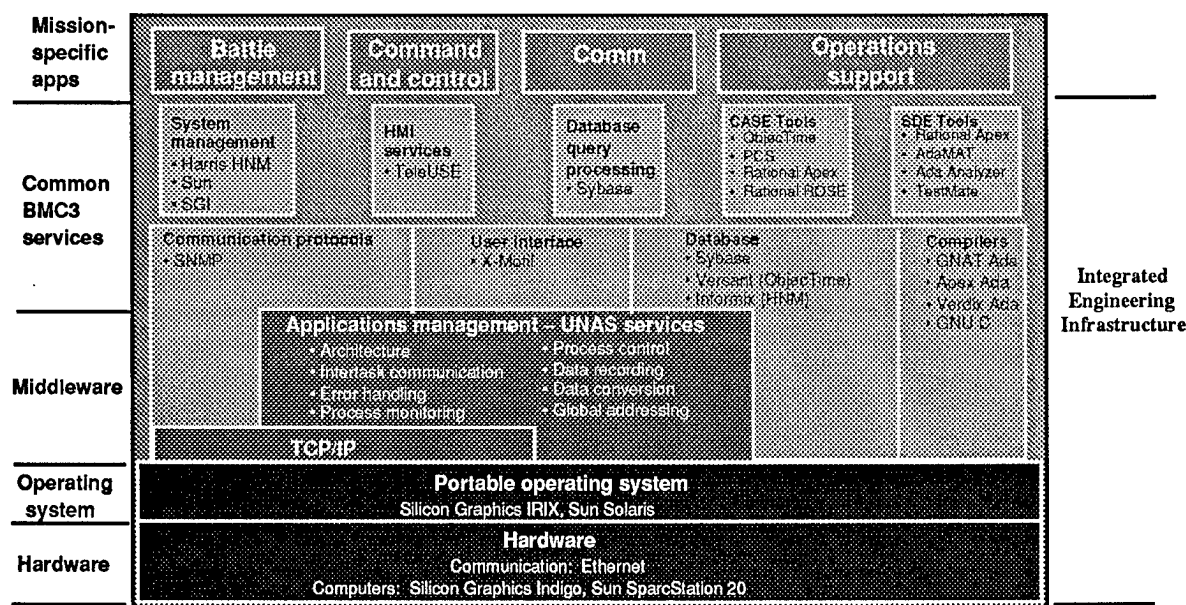 Mission-
specific
apps
Battle
management
Command
and control
Comm
Operations
support
Common
BMC3
services
System
management
• Harris HNM
• Sun
• SGI
HMI
services
• TeleUSE
Database
query
processing
• Sybase
CASE Tools
• ObjecTime
• PCS
• Rational Apex
• Rational ROSE
SDE Tools
• Rational Apex
• AdaMAT
• Ada Analyzer
• TestMate
Communication protocols
• SNMP
User interface
• X-Motif
Database
• Sybase
• Versant (ObjecTime)
• Informix (HNM)
Compilers
• GNAT Ada
• Apex Ada
• Verdix Ada
• GNU C
Integrated
Engineering
Infrastructure
Middleware
Applications management – UNAS services
• Architecture
• Intertask communication
• Error handling
• Process monitoring
• Process control
• Data recording
• Data conversion
• Global addressing
TCP/IP
Operating
system
Portable operating system
Silicon Graphics IRIX, Sun Solaris
Hardware
Hardware
Communication: Ethernet
Computers: Silicon Graphics Indigo, Sun SparcStation 20